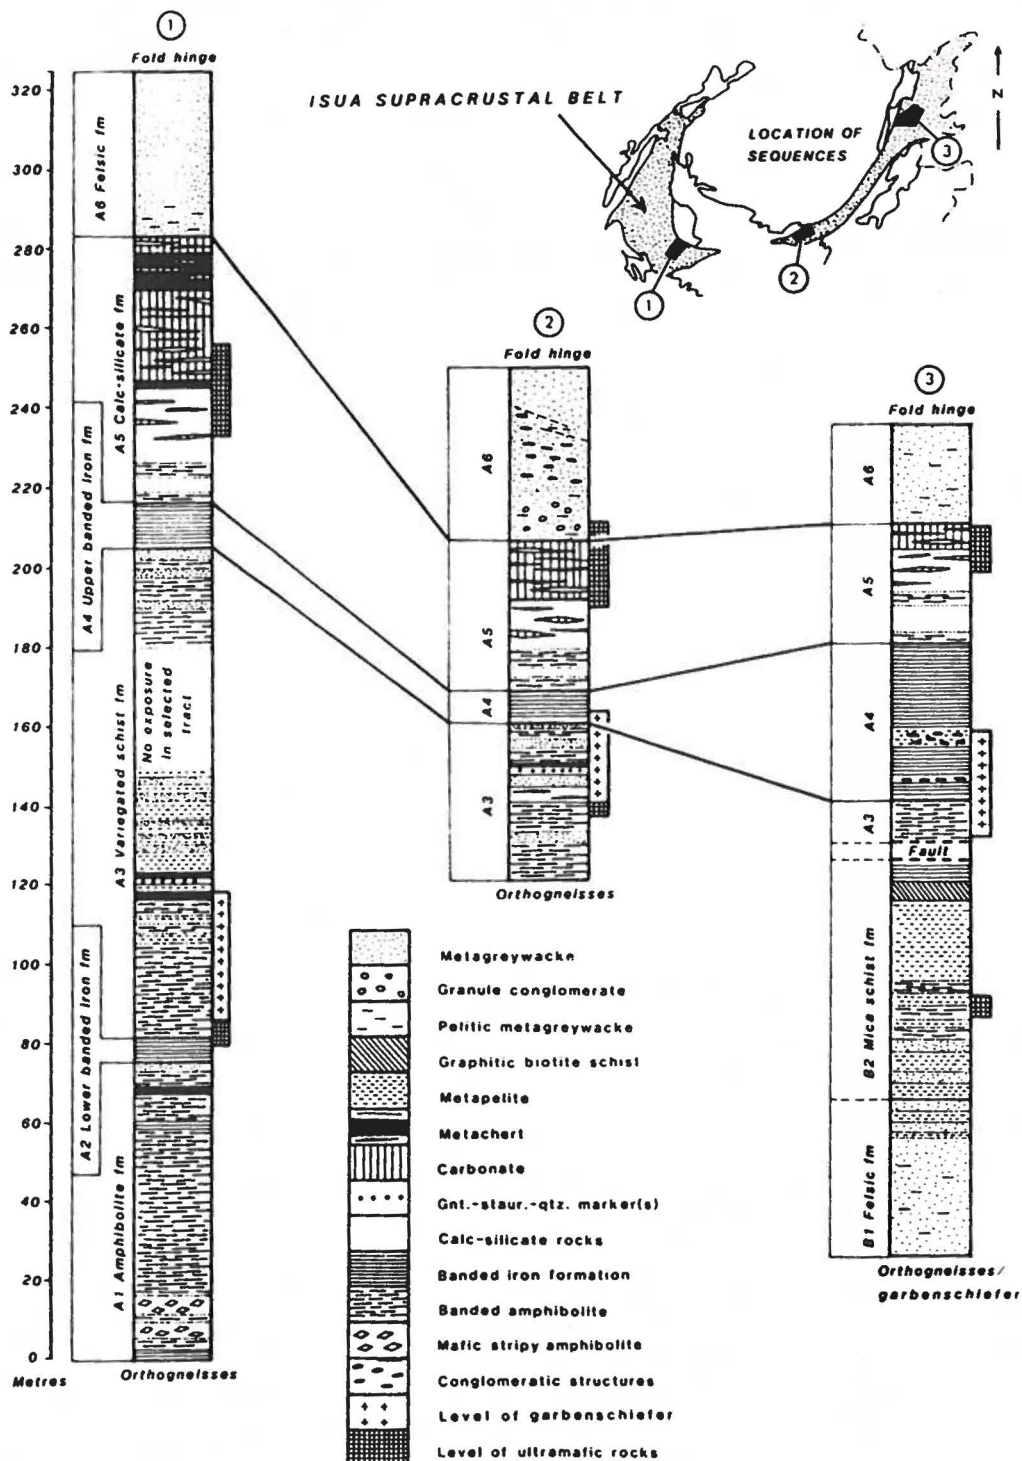 1
Fold hinge
320
300
280
260
240
220
200
180
160
140
120
100
80
60
40
20
0
Metres
A6 Felsic fm
A5 Calc-silicate fm
A4 Upper banded iron fm
A3 Variegated schist fm
No exposure
in selected
tract
A2 Lower banded iron fm
A1 Amphibolite fm
Orthogneisses
ISUA SUPRACRUSTAL BELT
LOCATION OF
SEQUENCES
N
1
2
3
2
Fold hinge
A6
A5
A4
A3
Orthogneisses
3
Fold hinge
A6
A5
A4
A3
Fault
B2 Mica schist fm
B1 Felsic fm
Orthogneisses/
garbenschiefer
Metagreywacke
Granule conglomerate
Pelitic metagreywacke
Graphitic biotite schist
Metapelite
Metachert
Carbonate
Gnt.-staur.-qtz. marker(s)
Calc-silicate rocks
Banded iron formation
Banded amphibolite
Mafic stripy amphibolite
Conglomeratic structures
Level of garbenschiefer
Level of ultramafic rocks